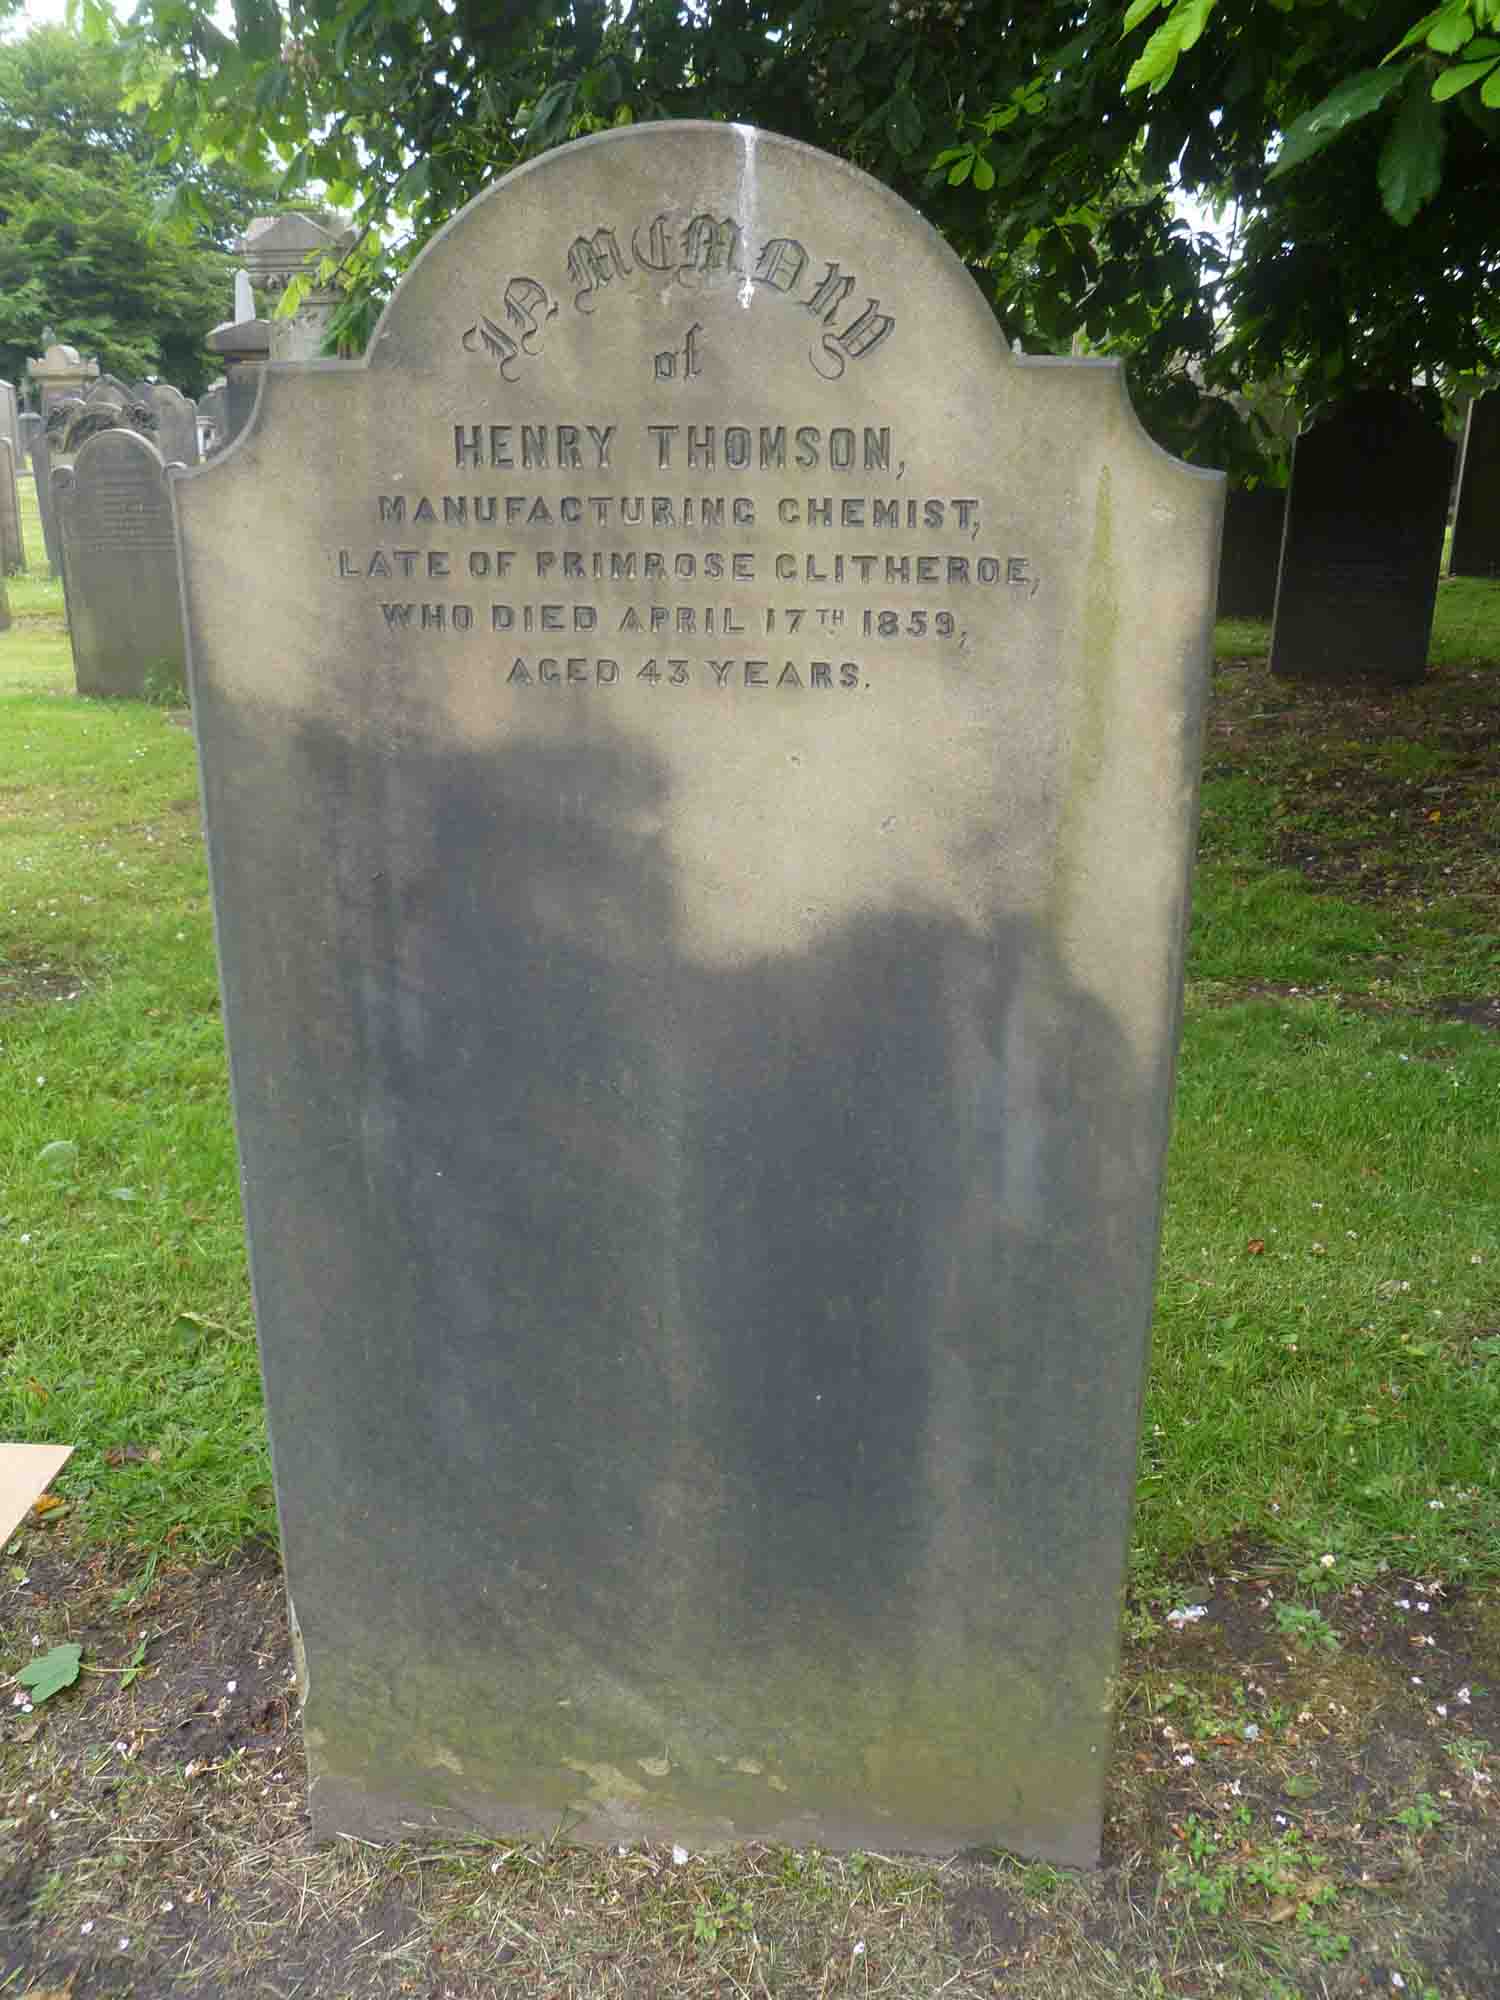 IN MEMORY
of
HENRY THOMSON,
MANUFACTURING CHEMIST,
LATE OF PRIMROSE CLITHEROE,
WHO DIED APRIL 17TH 1859,
AGED 43 YEARS.